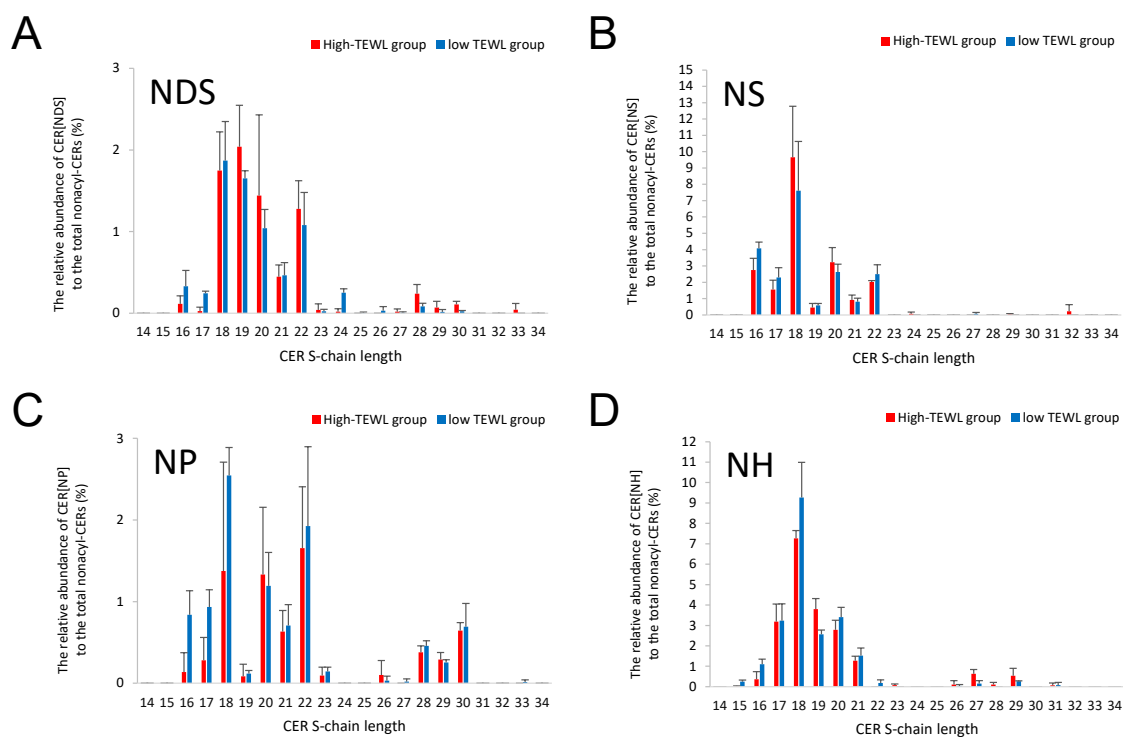 A
High-TEWL group low TEWL group
NDS
The relative abundance of CER[NDS]
to the total nonacyl-CERs (%)
3
2
1
0
14 15 16 17 18 19 20 21 22 23 24 25 26 27 28 29 30 31 32 33 34
CER S-chain length
B
High-TEWL group low TEWL group
NS
The relative abundance of CER[NS]
to the total nonacyl-CERs (%)
15
14
13
12
11
10
9
8
7
6
5
4
3
2
1
0
14 15 16 17 18 19 20 21 22 23 24 25 26 27 28 29 30 31 32 33 34
CER S-chain length
C
High-TEWL group low TEWL group
NP
The relative abundance of CER[NP]
to the total nonacyl-CERs (%)
3
2
1
0
14 15 16 17 18 19 20 21 22 23 24 25 26 27 28 29 30 31 32 33 34
CER S-chain length
D
High-TEWL group low TEWL group
NH
The relative abundance of CER[NH]
to the total nonacyl-CERs (%)
12
11
10
9
8
7
6
5
4
3
2
1
0
14 15 16 17 18 19 20 21 22 23 24 25 26 27 28 29 30 31 32 33 34
CER S-chain length